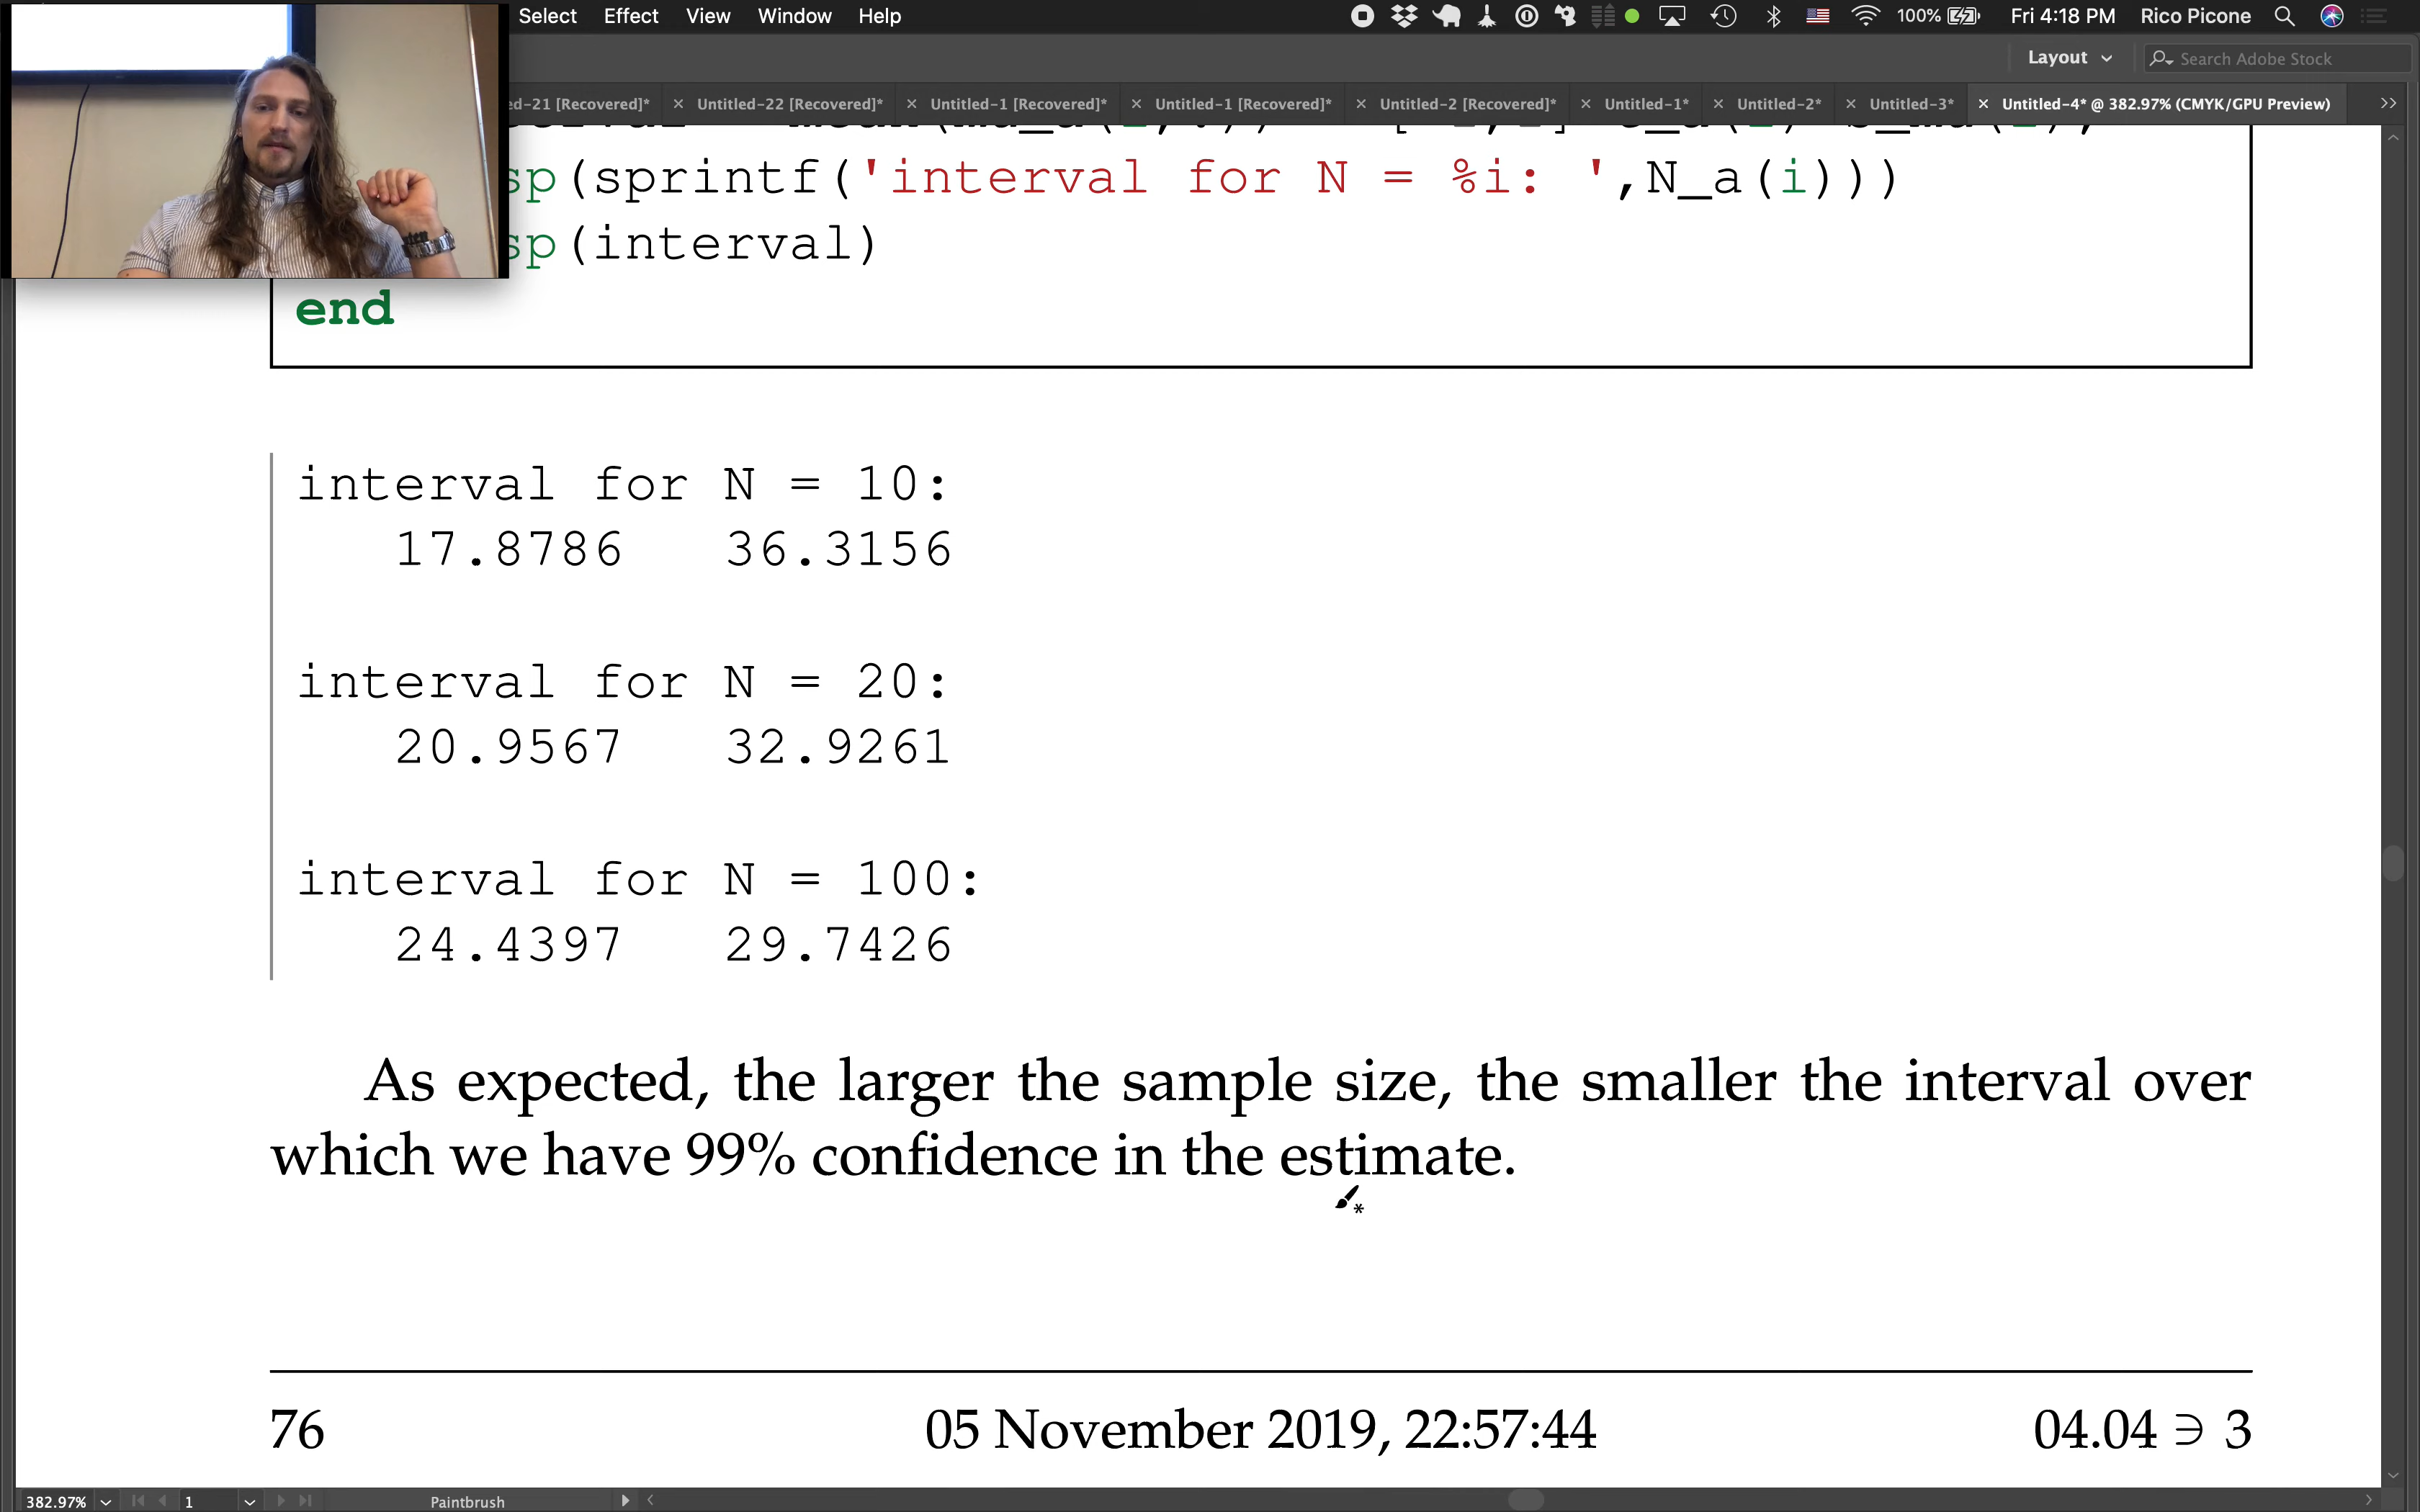 Select Effect View Window Help 100% Fri 4:18 PM Rico Picone
Layout Search Adobe Stock
ed-21 [Recovered]* × Untitled-22 [Recovered]* × Untitled-1 [Recovered]* × Untitled-1 [Recovered]* × Untitled-2 [Recovered]* × Untitled-1* × Untitled-2* × Untitled-3* × Untitled-4* @ 382.97% (CMYK/GPU Preview) >>
sp(sprintf('interval for N = %i: ',N_a(i)))
sp(interval)
end
interval for N = 10:
17.8786 36.3156
interval for N = 20:
20.9567 32.9261
interval for N = 100:
24.4397 29.7426
As expected, the larger the sample size, the smaller the interval over
which we have 99% confidence in the estimate.
76 05 November 2019, 22:57:44 04.04 ∋ 3
382.97% 1 Paintbrush